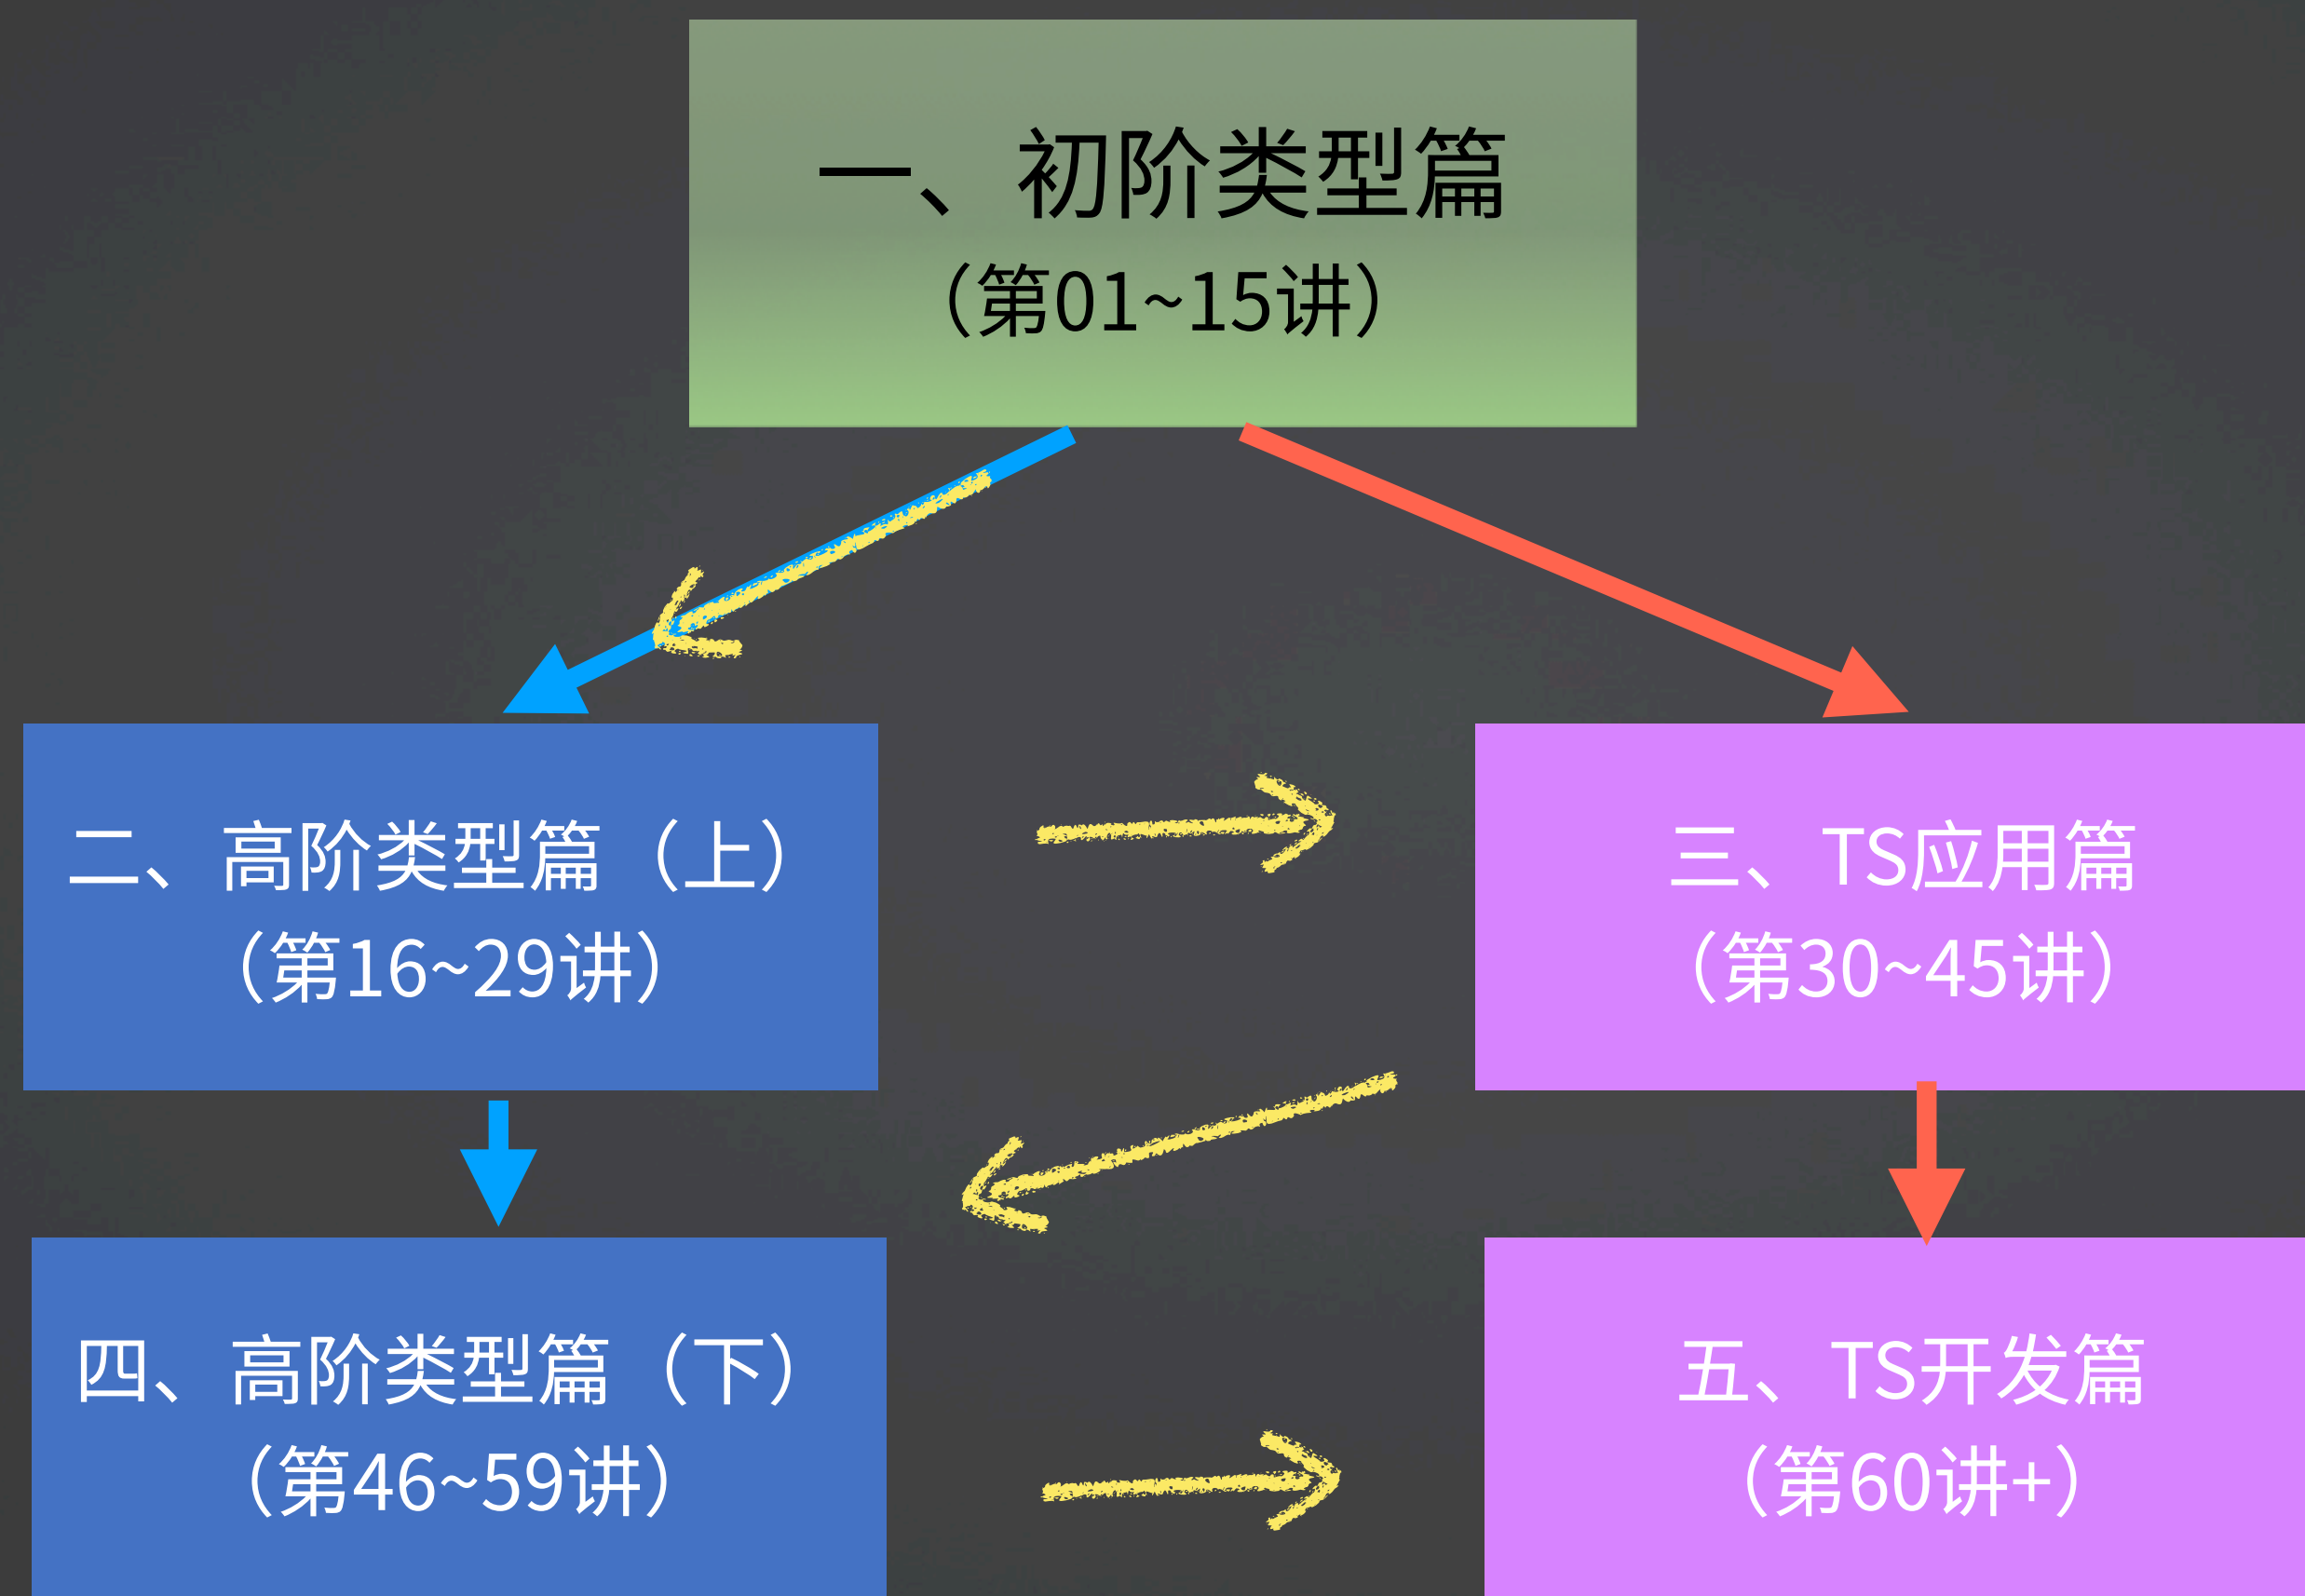 一、初阶类型篇
（第01~15讲）
二、高阶类型篇（上）
（第16~29讲）
三、TS应用篇
（第30~45讲）
四、高阶类型篇（下）
（第46~59讲）
五、TS开发篇
（第60讲+）